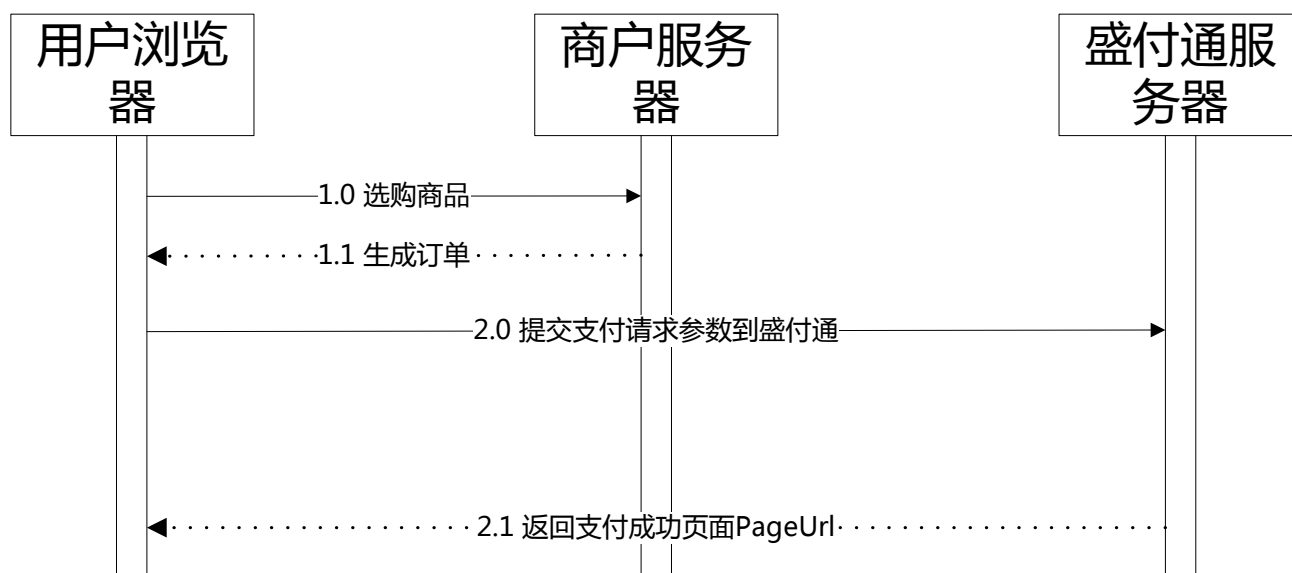 用户浏览
器
商户服务
器
盛付通服
务器
1.0 选购商品
1.1 生成订单
2.0 提交支付请求参数到盛付通
2.1 返回支付成功页面PageUrl